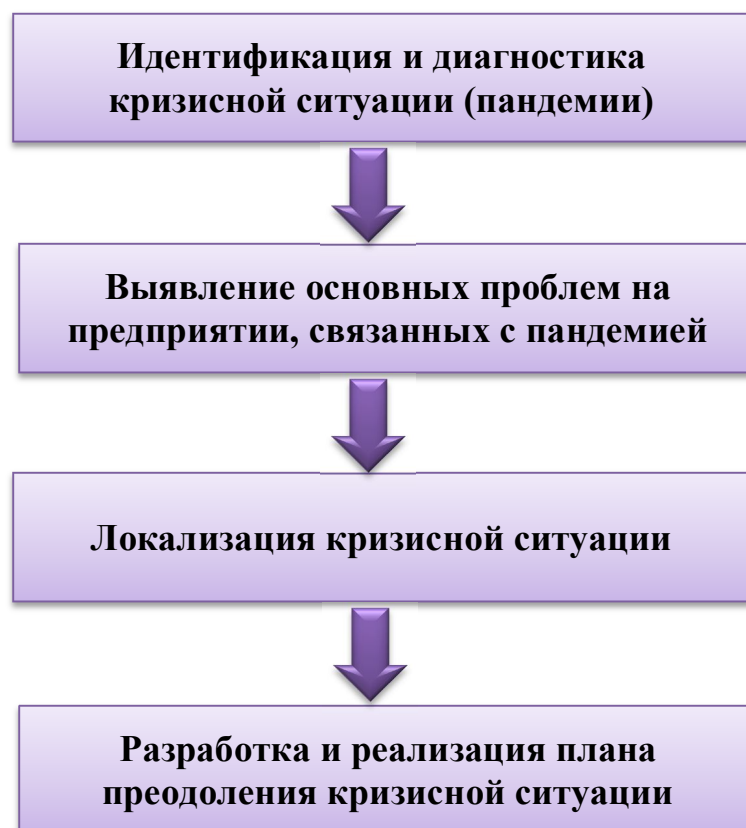 Идентификация и диагностика
кризисной ситуации (пандемии)
Выявление основных проблем на
предприятии, связанных с пандемией
Локализация кризисной ситуации
Разработка и реализация плана
преодоления кризисной ситуации